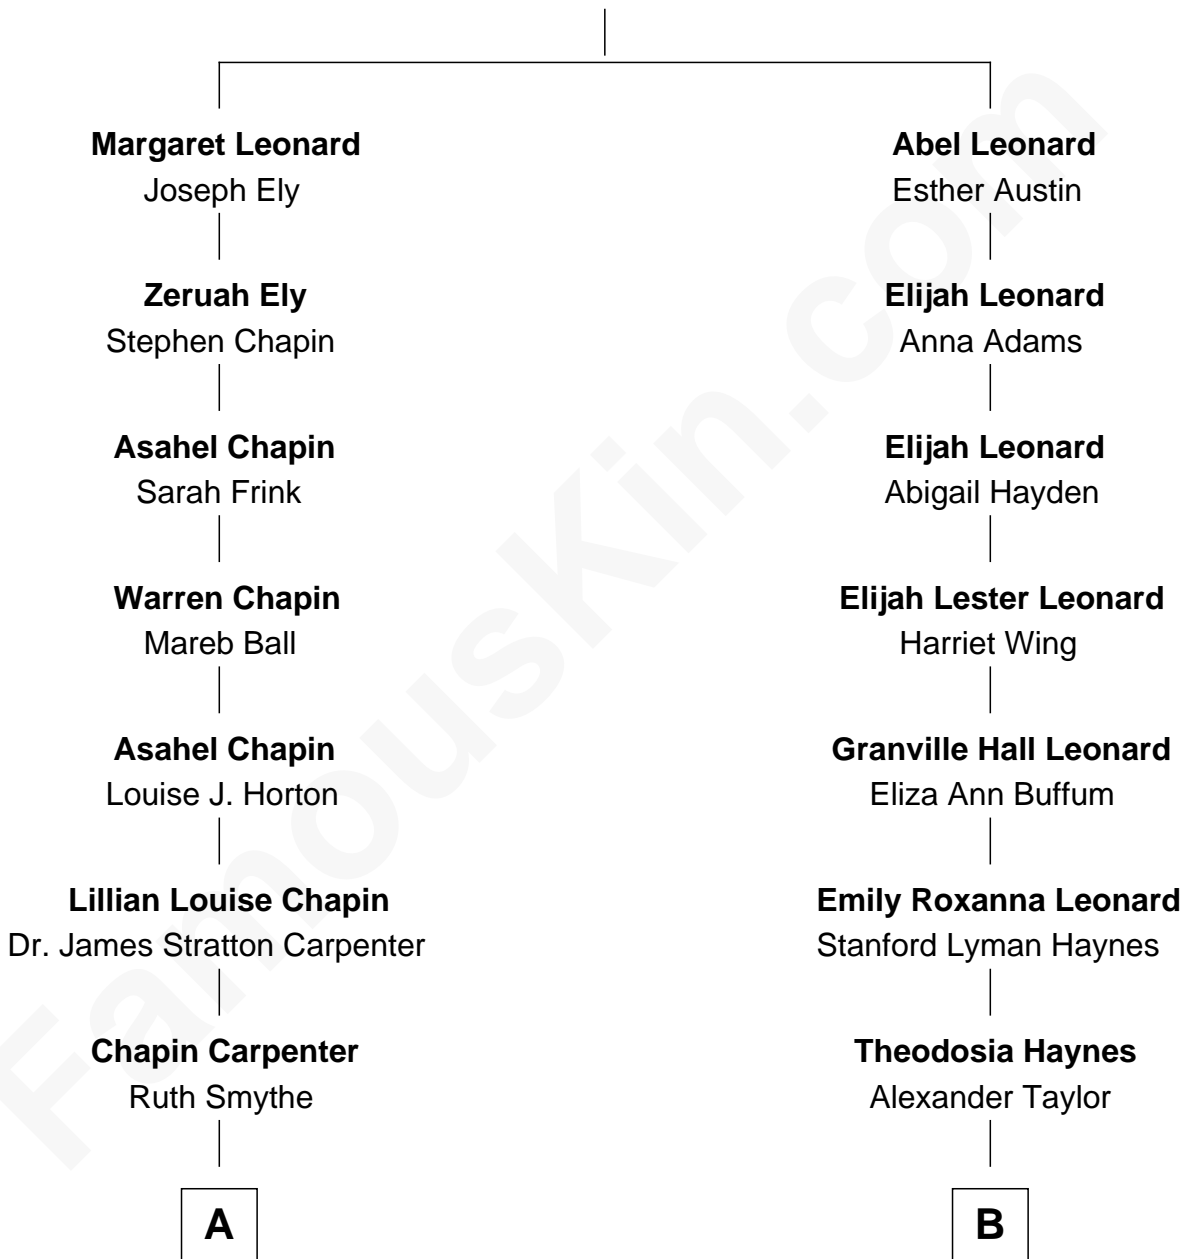 Margaret Leonard
Joseph Ely
Abel Leonard
Esther Austin
Zeruah Ely
Stephen Chapin
Elijah Leonard
Anna Adams
Asahel Chapin
Sarah Frink
Elijah Leonard
Abigail Hayden
Warren Chapin
Mareb Ball
Elijah Lester Leonard
Harriet Wing
Asahel Chapin
Louise J. Horton
Granville Hall Leonard
Eliza Ann Buffum
Lillian Louise Chapin
Dr. James Stratton Carpenter
Emily Roxanna Leonard
Stanford Lyman Haynes
Chapin Carpenter
Ruth Smythe
Theodosia Haynes
Alexander Taylor
A
B
FamousKin.com